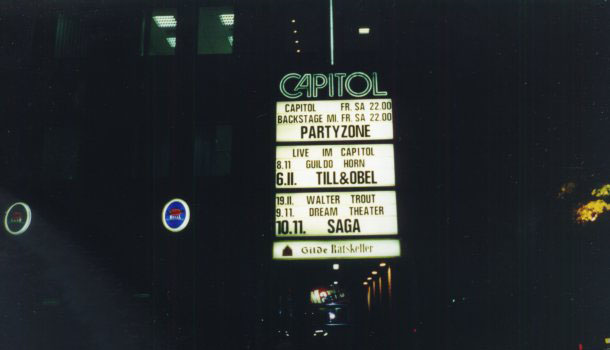 CAPITOL
CAPITOL FR. SA 22.00
BACKSTAGE MI. FR. SA 22.00
PARTYZONE
LIVE IM CAPITOL
8.11 GUILDO HORN
6.11. TILL&OBEL
19.11. WALTER TROUT
9.11. DREAM THEATER
10.11. SAGA
Gilde Ratskeller